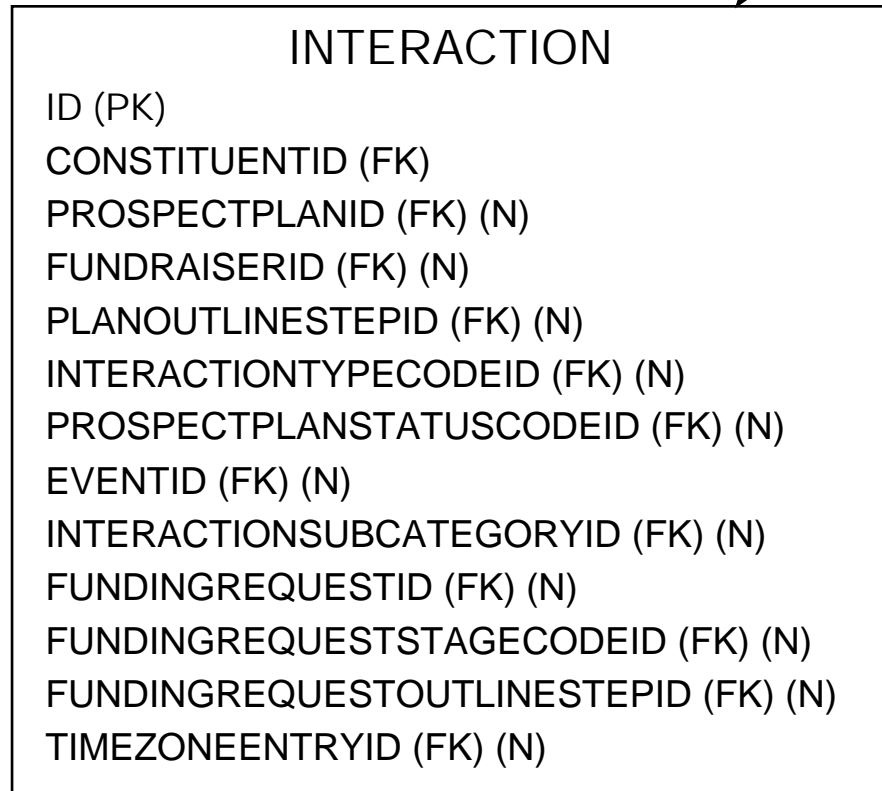 INTERACTION
ID (PK)
CONSTITUENTID (FK)
PROSPECTPLANID (FK) (N)
FUNDRAISERID (FK) (N)
PLANOUTLINESTEPID (FK) (N)
INTERACTIONTYPECODEID (FK) (N)
PROSPECTPLANSTATUSCODEID (FK) (N)
EVENTID (FK) (N)
INTERACTIONSUBCATEGORYID (FK) (N)
FUNDINGREQUESTID (FK) (N)
FUNDINGREQUESTSTAGECODEID (FK) (N)
FUNDINGREQUESTOUTLINESTEPID (FK) (N)
TIMEZONEENTRYID (FK) (N)